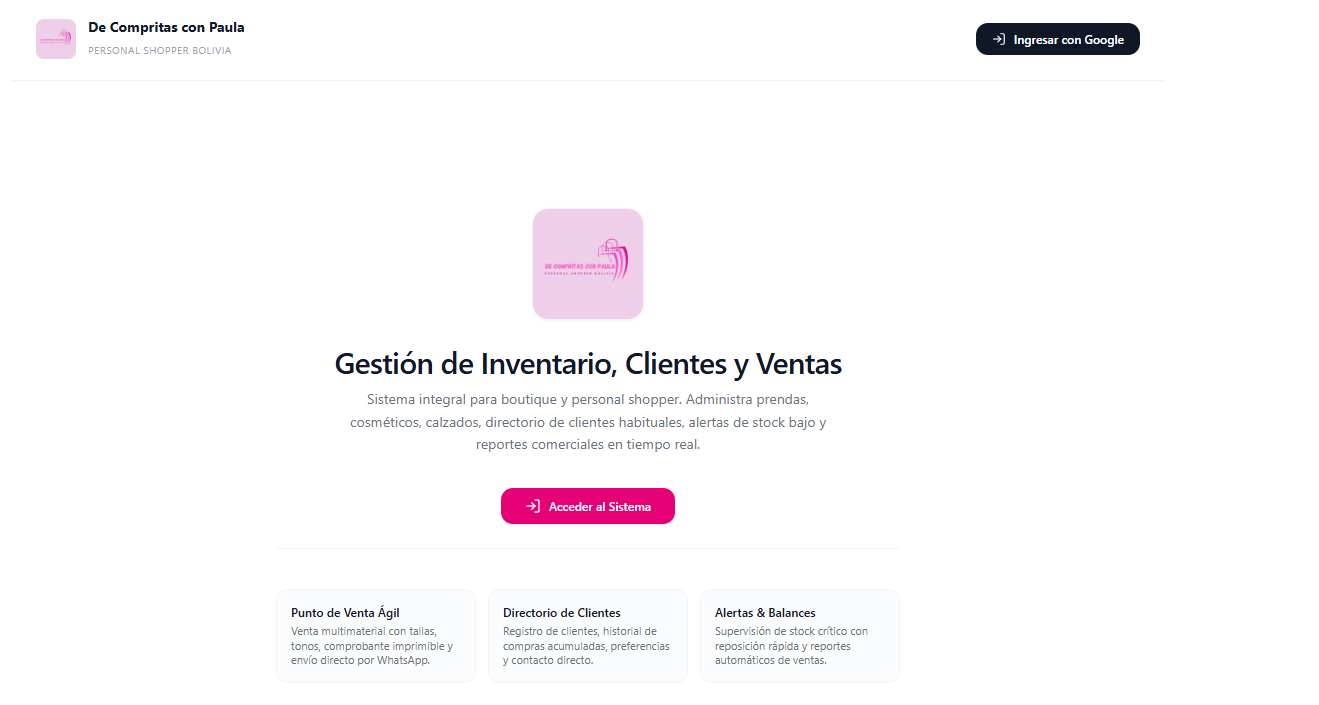 De Compritas con Paula
PERSONAL SHOPPER BOLIVIA
Ingresar con Google
DE COMPRITAS CON PAULA
PERSONAL SHOPPER BOLIVIA
Gestión de Inventario, Clientes y Ventas
Sistema integral para boutique y personal shopper. Administra prendas,
cosméticos, calzados, directorio de clientes habituales, alertas de stock bajo y
reportes comerciales en tiempo real.
Acceder al Sistema
Punto de Venta Ágil
Venta multimaterial con tallas,
tonos, comprobante imprimible y
envío directo por WhatsApp.
Directorio de Clientes
Registro de clientes, historial de
compras acumuladas, preferencias
y contacto directo.
Alertas & Balances
Supervisión de stock crítico con
reposición rápida y reportes
automáticos de ventas.